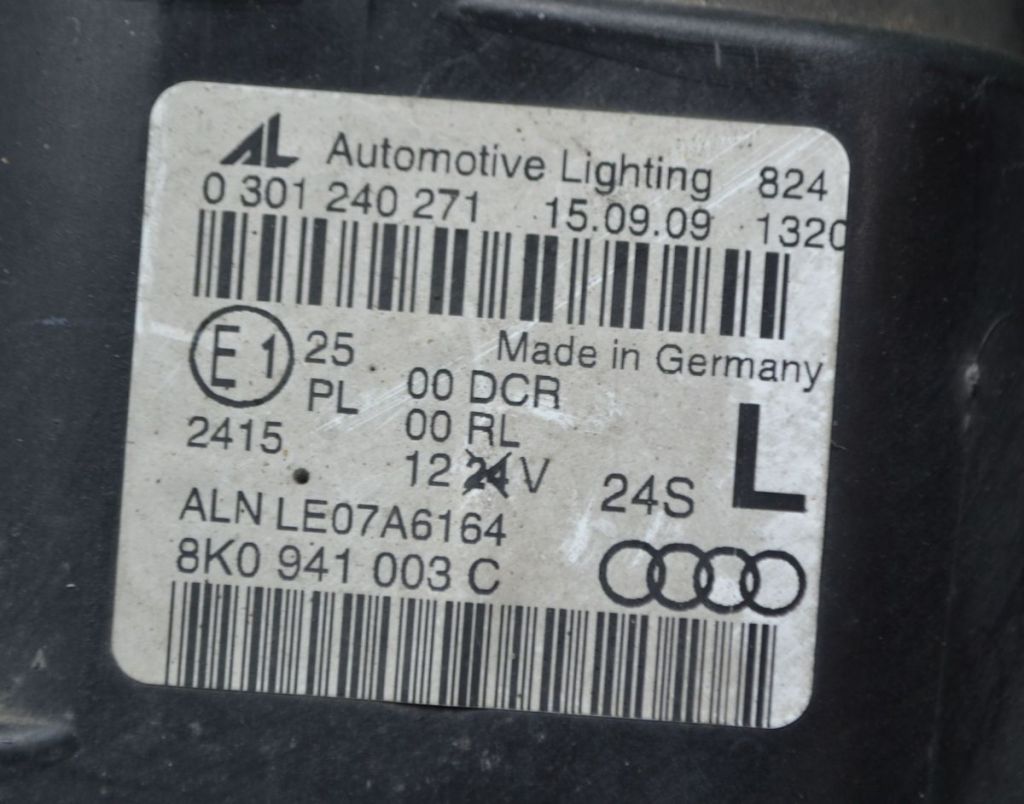 AL Automotive Lighting 824
0 301 240 271 15.09.09 1320
E1 25 Made in Germany
PL 00 DCR
2415 00 RL L
12 24 V 24S
ALN LE07A6164
8K0 941 003 C